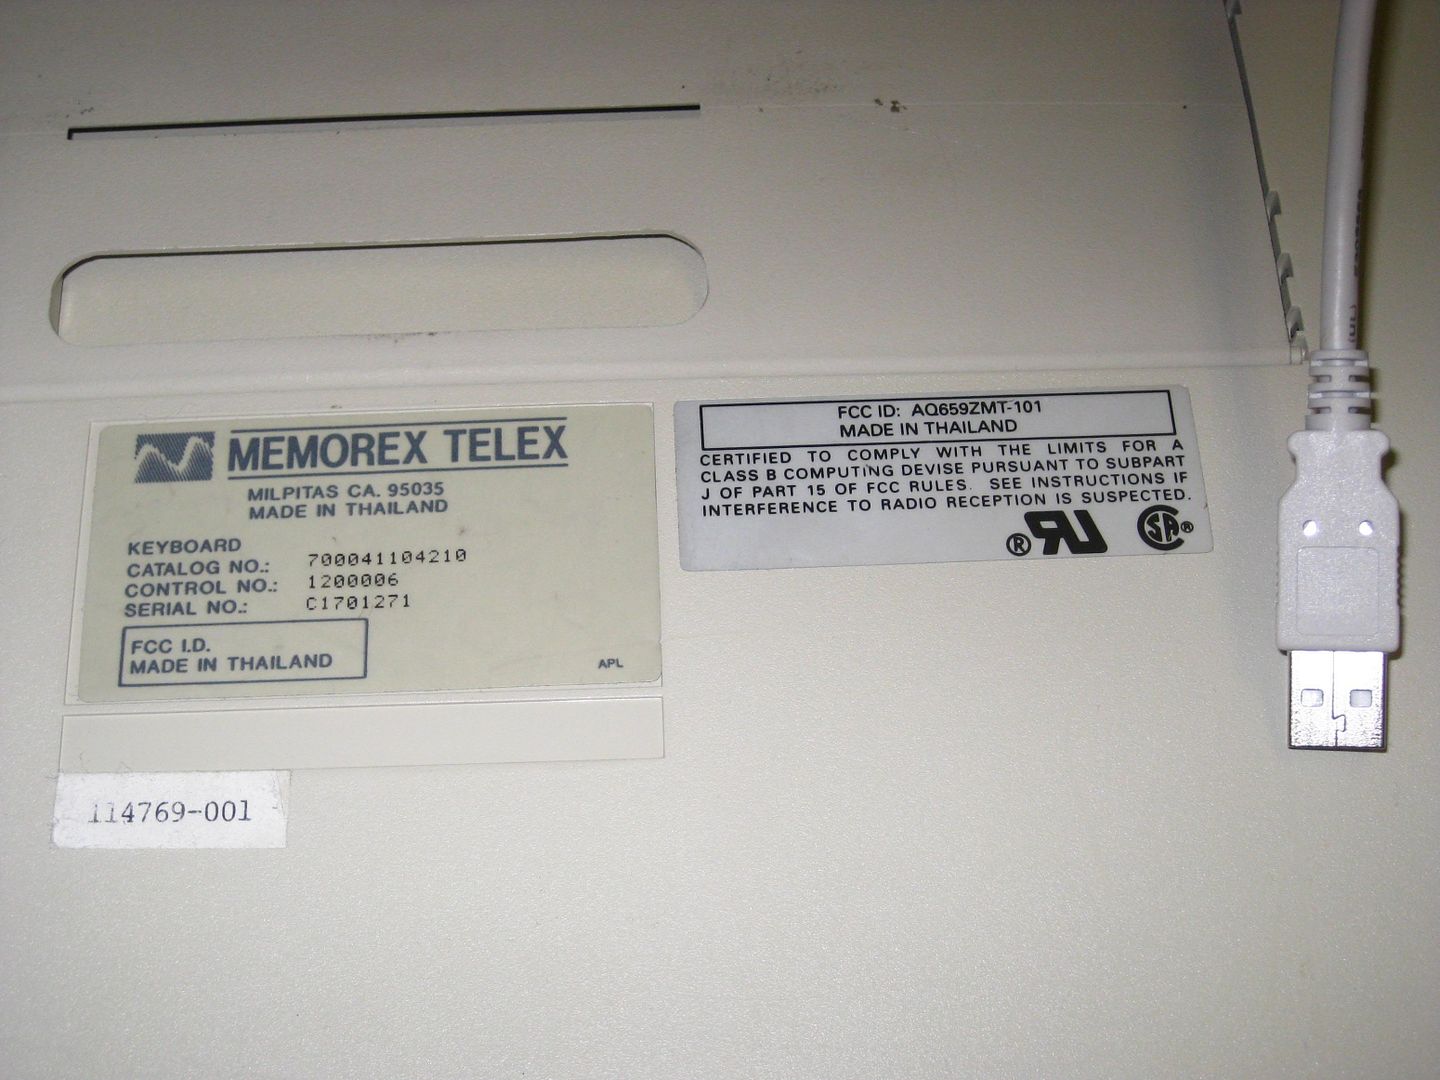 MEMOREX TELEX
MILPITAS CA. 95035
MADE IN THAILAND
KEYBOARD
CATALOG NO.: 700041104210
CONTROL NO.: 1200006
SERIAL NO.: C1701271
FCC I.D.
MADE IN THAILAND
APL
114769-001
FCC ID: AQ659ZMT-101
MADE IN THAILAND
CERTIFIED TO COMPLY WITH THE LIMITS FOR A
CLASS B COMPUTING DEVISE PURSUANT TO SUBPART
J OF PART 15 OF FCC RULES. SEE INSTRUCTIONS IF
INTERFERENCE TO RADIO RECEPTION IS SUSPECTED.
® RU SA ®